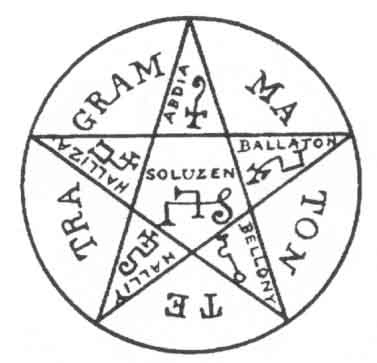 TE
TRA
GRAM
MA
TON
ABDIA
BALLATON
BELLONY
HALLIY
HALLIZA
SOLUZEN